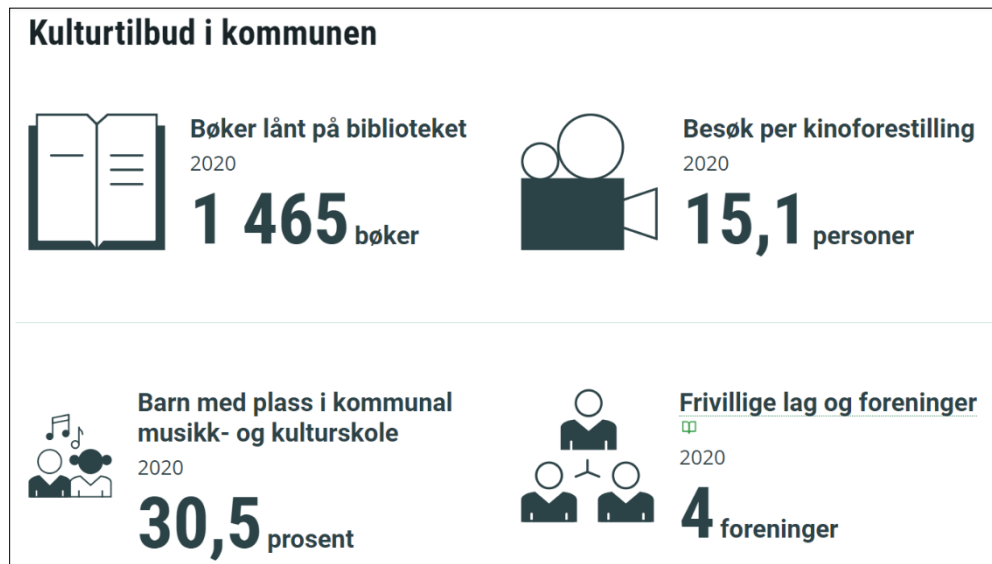 Kulturtilbud i kommunen
Bøker lånt på biblioteket
2020
1 465 bøker
Besøk per kinoforestilling
2020
15,1 personer
Barn med plass i kommunal
musikk- og kulturskole
2020
30,5 prosent
Frivillige lag og foreninger
2020
4 foreninger